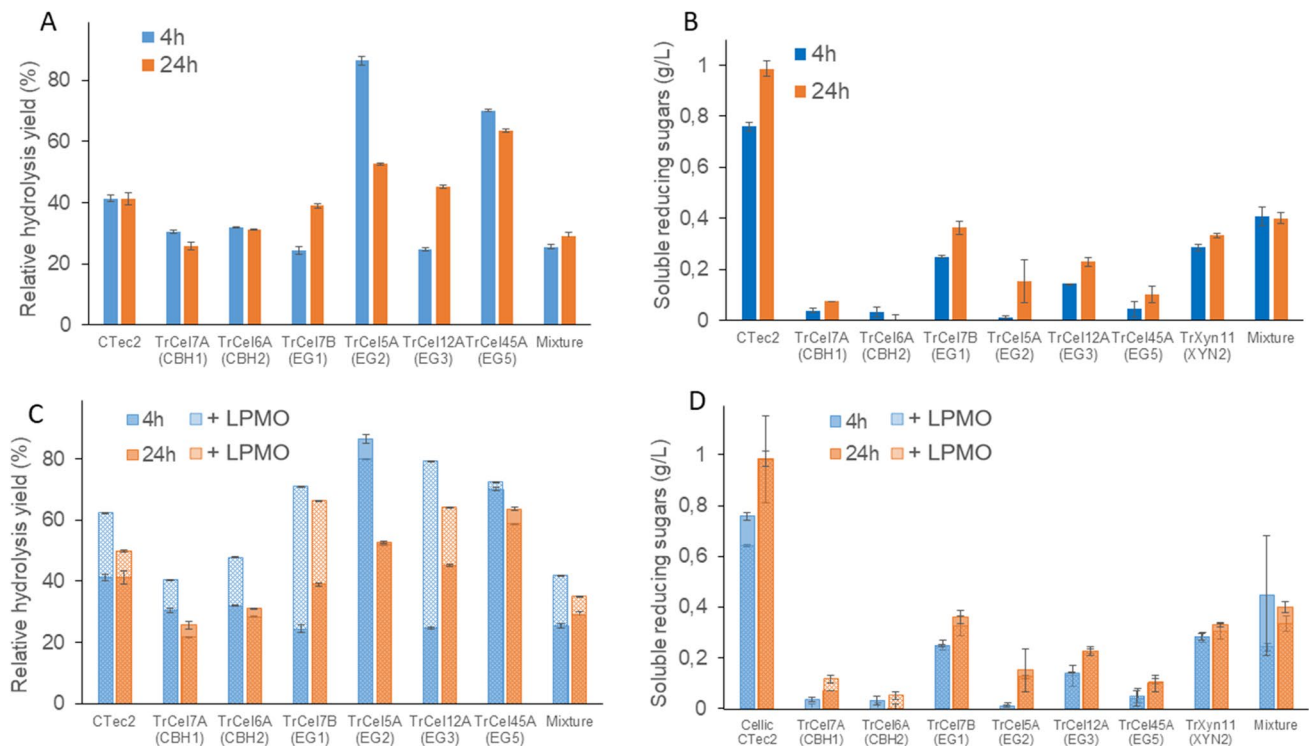 A
Relative hydrolysis yield (%)
80
60
40
20
0
4h
24h
CTec2
TrCel7A
(CBH1)
TrCel6A
(CBH2)
TrCel7B
(EG1)
TrCel5A
(EG2)
TrCel12A
(EG3)
TrCel45A
(EG5)
Mixture
B
Soluble reducing sugars (g/L)
1
0,8
0,6
0,4
0,2
0
4h
24h
CTec2
TrCel7A
(CBH1)
TrCel6A
(CBH2)
TrCel7B
(EG1)
TrCel5A
(EG2)
TrCel12A
(EG3)
TrCel45A
(EG5)
TrXyn11
(XYN2)
Mixture
C
Relative hydrolysis yield (%)
80
60
40
20
0
4h + LPMO
24h + LPMO
CTec2
TrCel7A
(CBH1)
TrCel6A
(CBH2)
TrCel7B
(EG1)
TrCel5A
(EG2)
TrCel12A
(EG3)
TrCel45A
(EG5)
Mixture
D
Soluble reducing sugars (g/L)
1
0,8
0,6
0,4
0,2
0
4h + LPMO
24h + LPMO
Cellic
CTec2
TrCel7A
(CBH1)
TrCel6A
(CBH2)
TrCel7B
(EG1)
TrCel5A
(EG2)
TrCel12A
(EG3)
TrCel45A
(EG5)
TrXyn11
(XYN2)
Mixture